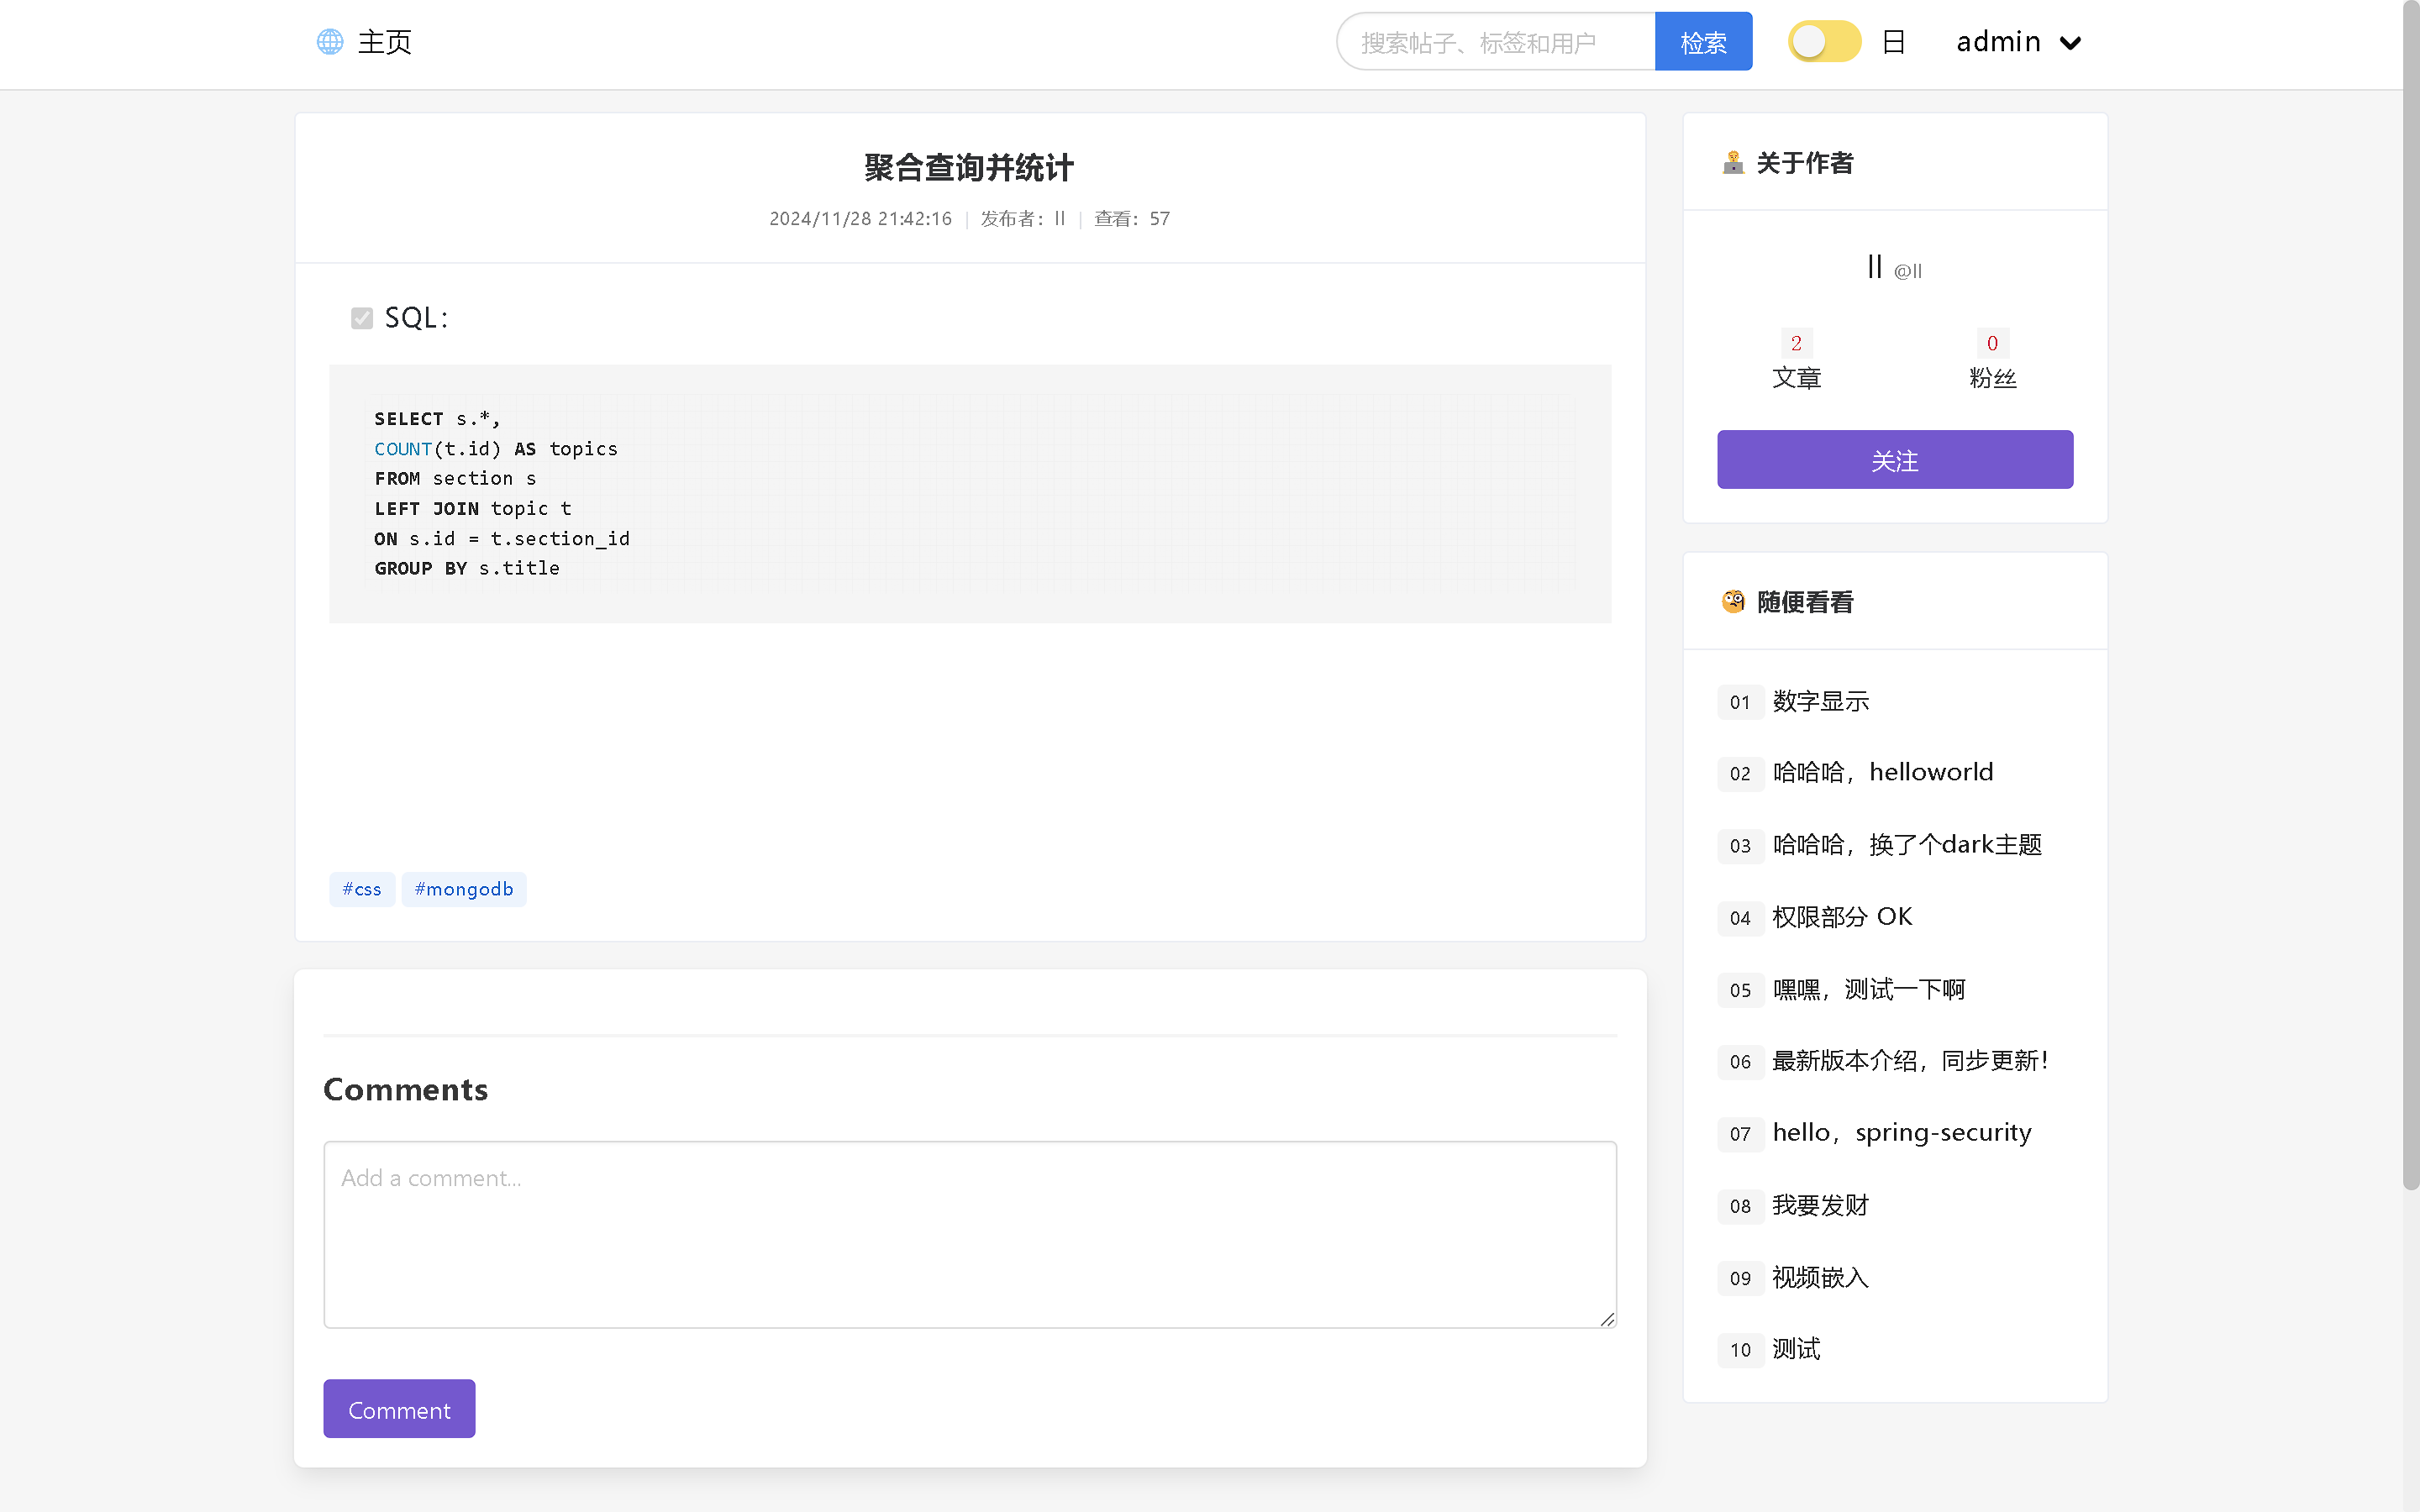 主页
搜索帖子、标签和用户
检索
日
admin
聚合查询并统计
2024/11/28 21:42:16 | 发布者：ll | 查看：57
SQL：
SELECT s.*,
COUNT(t.id) AS topics
FROM section s
LEFT JOIN topic t
ON s.id = t.section_id
GROUP BY s.title
#css #mongodb
Comments
Add a comment...
Comment
关于作者
ll @ll
2 0
文章 粉丝
关注
随便看看
01 数字显示
02 哈哈哈，helloworld
03 哈哈哈，换了个dark主题
04 权限部分 OK
05 嘿嘿，测试一下啊
06 最新版本介绍，同步更新！
07 hello，spring-security
08 我要发财
09 视频嵌入
10 测试